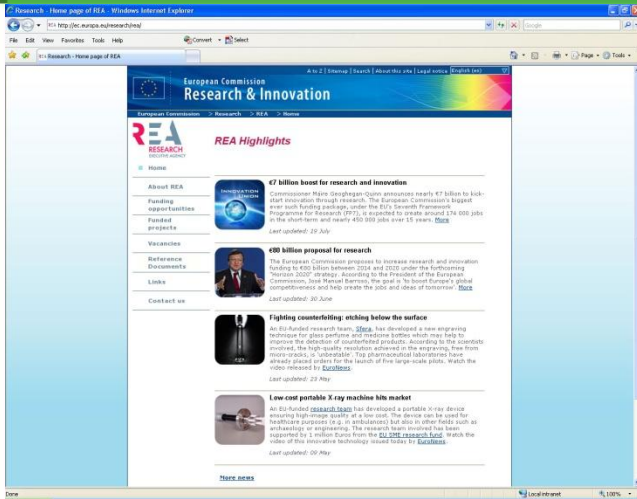 Research - Home page of REA - Windows Internet Explorer
http://ec.europa.eu/research/rea/
Google
File Edit View Favorites Tools Help
Convert Select
Research - Home page of REA
Page Tools
A to Z | Sitemap | Search | About this site | Legal notice English (en)
European Commission
Research & Innovation
European Commission > Research > REA > Home
REA
RESEARCH
EXECUTIVE AGENCY
Home
About REA
Funding
opportunities
Funded
projects
Vacancies
Reference
Documents
Links
Contact us
REA Highlights
INNOVATION
UNION
€7 billion boost for research and innovation
Commissioner Máire Geoghegan-Quinn announces nearly €7 billion to kick-
start innovation through research. The European Commission's biggest
ever such funding package, under the EU's Seventh Framework
Programme for Research (FP7), is expected to create around 174 000 jobs
in the short-term and nearly 450 000 jobs over 15 years. More
Last updated: 19 July
€80 billion proposal for research
The European Commission proposes to increase research and innovation
funding to €80 billion between 2014 and 2020 under the forthcoming
"Horizon 2020" strategy. According to the President of the European
Commission, José Manuel Barroso, the goal is 'to boost Europe's global
competitiveness and help create the jobs and ideas of tomorrow'. More
Last updated: 30 June
Fighting counterfeiting: etching below the surface
An EU-funded research team, Sfera, has developed a new engraving
technique for glass perfume and medicine bottles which may help to
improve the detection of counterfeited products. According to the scientists
involved, the high-quality resolution achieved in the engraving, free from
micro-cracks, is 'unbeatable'. Top pharmaceutical laboratories have
already placed orders for the launch of five large-scale plots. Watch the
video released by EuroNews.
Last updated: 23 May
Low-cost portable X-ray machine hits market
An EU-funded research team has developed a portable X-ray device
ensuring high-image quality at a low cost. The device can be used for
healthcare purposes (e.g. in ambulances) but also in other fields such as
archaeology or engineering. The research team involved has been
supported by 1 million Euros from the EU SME research fund. Watch the
video of this innovative technology issued today by EuroNews.
Last updated: 09 May
More news
Done
Local intranet
100%